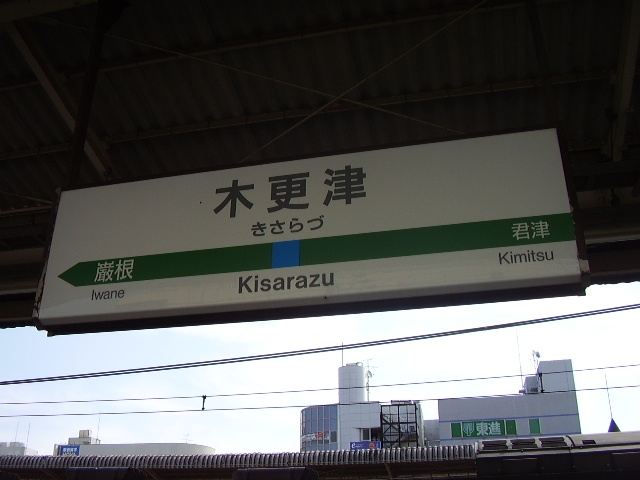 木更津
きさらづ
巌根
君津
Iwane
Kisarazu
Kimitsu
東進